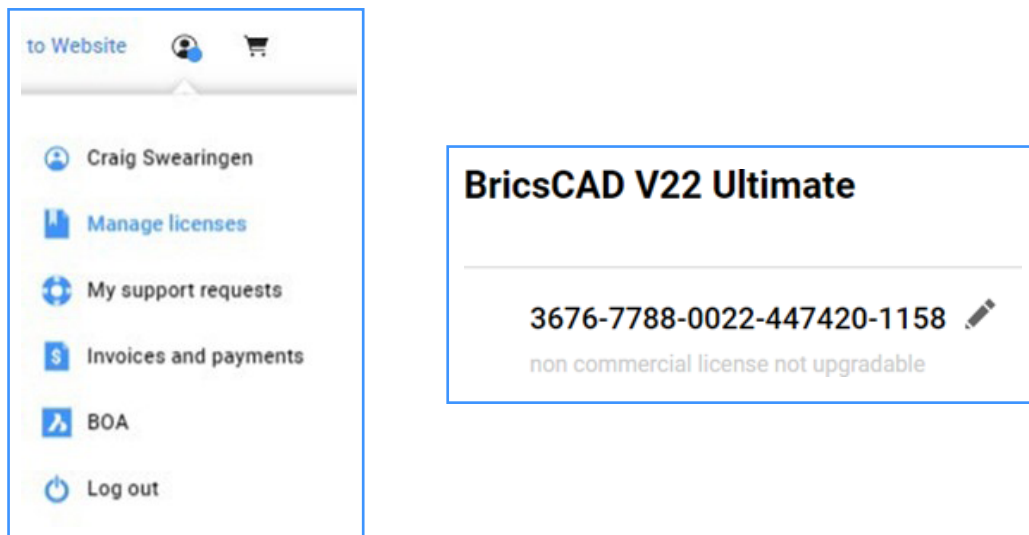 to Website
Craig Swearingen
Manage licenses
My support requests
Invoices and payments
BOA
Log out
BricsCAD V22 Ultimate
3676-7788-0022-447420-1158
non commercial license not upgradable